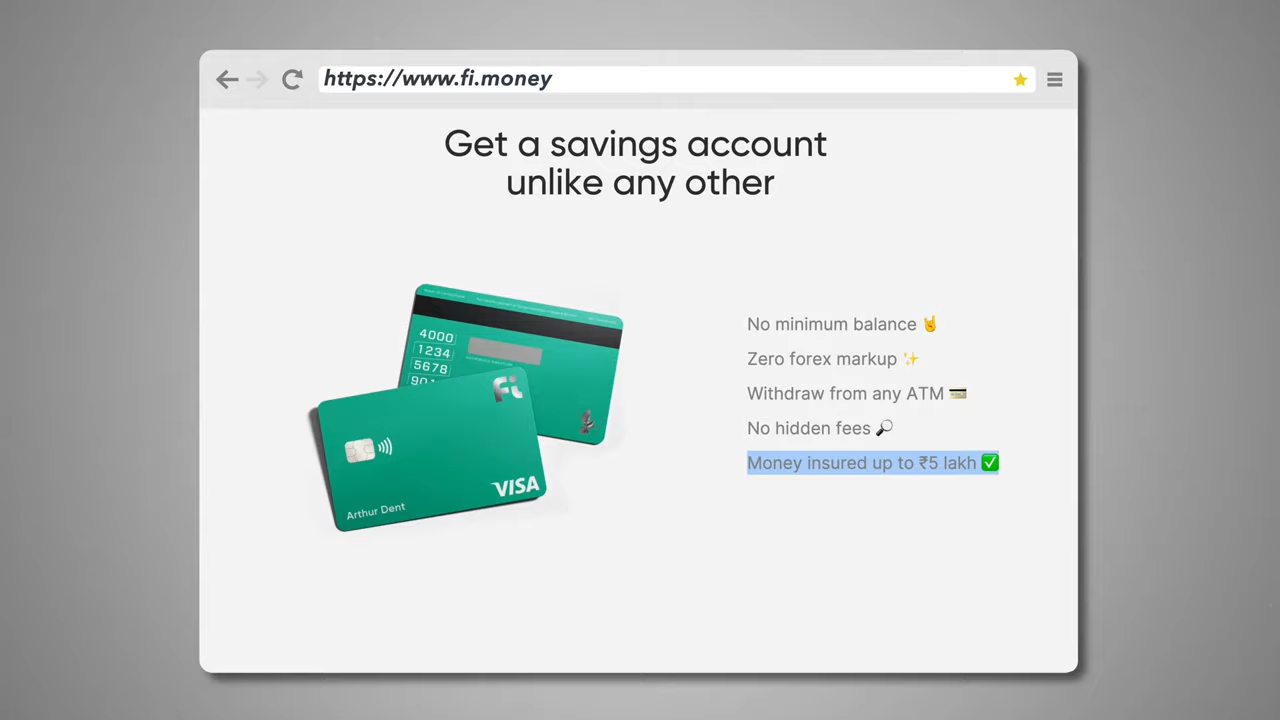 https://www.fi.money
Get a savings account
unlike any other
4000
1234
5678
Fi
VISA
Arthur Dent
No minimum balance 🤘
Zero forex markup ✨
Withdraw from any ATM 💳
No hidden fees 🔎
Money insured up to ₹5 lakh ✅